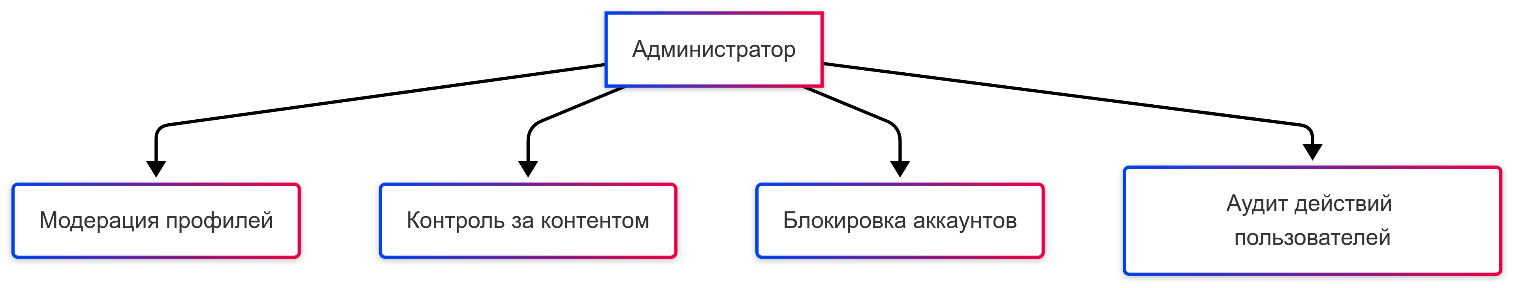 Администратор
Модерация профилей
Контроль за контентом
Блокировка аккаунтов
Аудит действий
пользователей